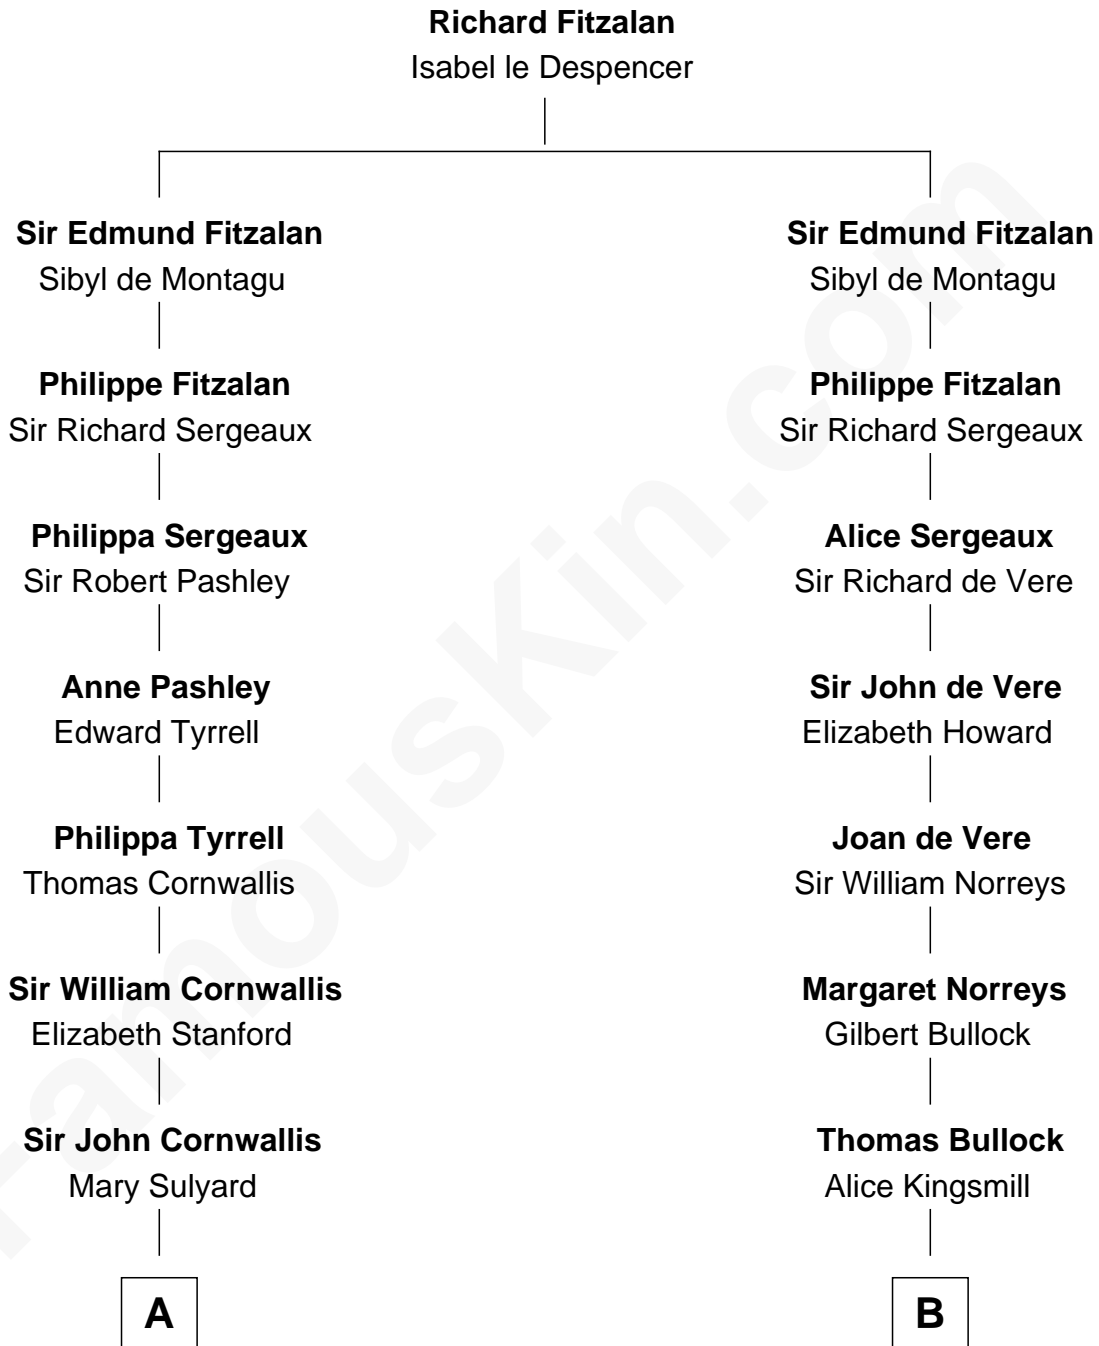 Richard Fitzalan
Isabel le Despencer
Sir Edmund Fitzalan
Sibyl de Montagu
Philippe Fitzalan
Sir Richard Sergeaux
Philippa Sergeaux
Sir Robert Pashley
Anne Pashley
Edward Tyrrell
Philippa Tyrrell
Thomas Cornwallis
Sir William Cornwallis
Elizabeth Stanford
Sir John Cornwallis
Mary Sulyard
A
Sir Edmund Fitzalan
Sibyl de Montagu
Philippe Fitzalan
Sir Richard Sergeaux
Alice Sergeaux
Sir Richard de Vere
Sir John de Vere
Elizabeth Howard
Joan de Vere
Sir William Norreys
Margaret Norreys
Gilbert Bullock
Thomas Bullock
Alice Kingsmill
B
FamousKin.com